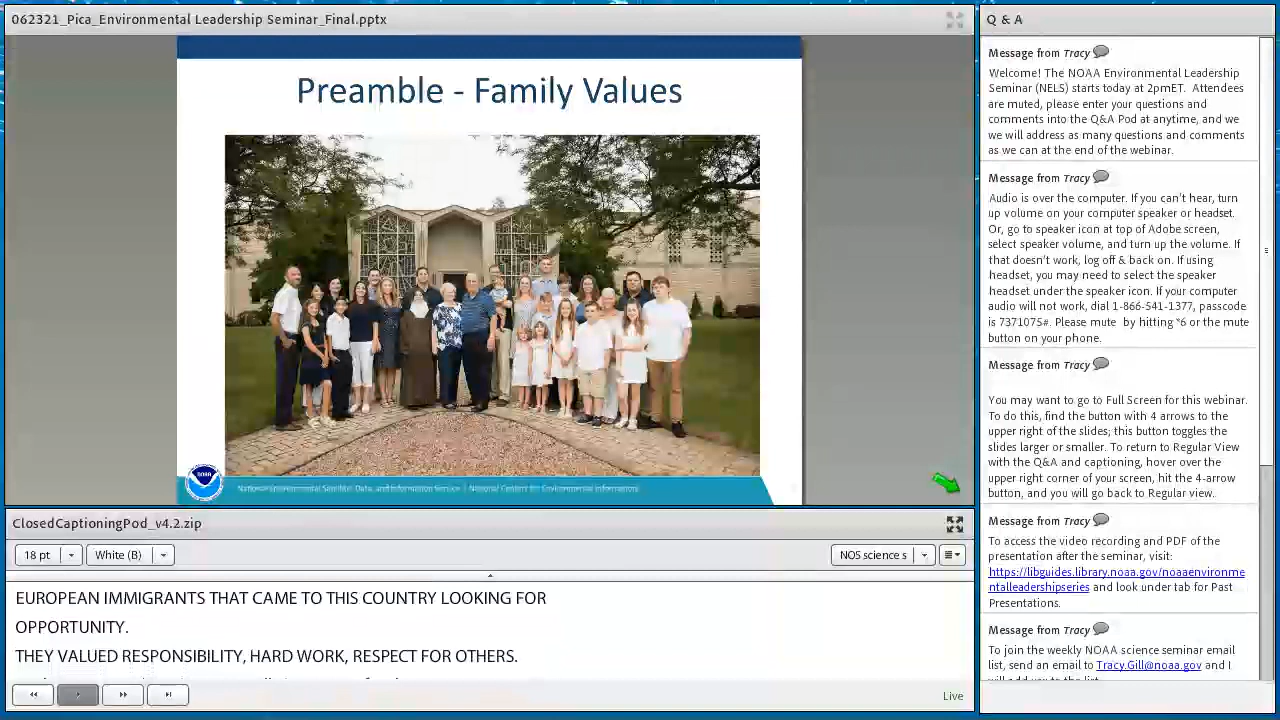 062321_Pica_Environmental Leadership Seminar_Final.pptx
Preamble - Family Values
NOAA
National Environmental Satellite, Data, and Information Service | National Centers for Environmental Information
ClosedCaptioningPod_v4.2.zip
18 pt
White (B)
NOS science s
EUROPEAN IMMIGRANTS THAT CAME TO THIS COUNTRY LOOKING FOR
OPPORTUNITY.
THEY VALUED RESPONSIBILITY, HARD WORK, RESPECT FOR OTHERS.
Live
Q & A
Message from Tracy
Welcome! The NOAA Environmental Leadership
Seminar (NELS) starts today at 2pmET. Attendees
are muted, please enter your questions and
comments into the Q&A Pod at anytime, and we
we will address as many questions and comments
as we can at the end of the webinar.
Message from Tracy
Audio is over the computer. If you can't hear, turn
up volume on your computer speaker or headset.
Or, go to speaker icon at top of Adobe screen,
select speaker volume, and turn up the volume. If
that doesn't work, log off & back on. If using
headset, you may need to select the speaker
headset under the speaker icon. If your computer
audio will not work, dial 1-866-541-1377, passcode
is 7371075#. Please mute by hitting *6 or the mute
button on your phone.
Message from Tracy
You may want to go to Full Screen for this webinar.
To do this, find the button with 4 arrows to the
upper right of the slides; this button toggles the
slides larger or smaller. To return to Regular View
with the Q&A and captioning, hover over the
upper right corner of your screen, hit the 4-arrow
button, and you will go back to Regular view..
Message from Tracy
To access the video recording and PDF of the
presentation after the seminar, visit:
https://libguides.library.noaa.gov/noaaenvironme
ntalleadershipseries and look under tab for Past
Presentations.
Message from Tracy
To join the weekly NOAA science seminar email
list, send an email to Tracy.Gill@noaa.gov and I
will add you to the list.